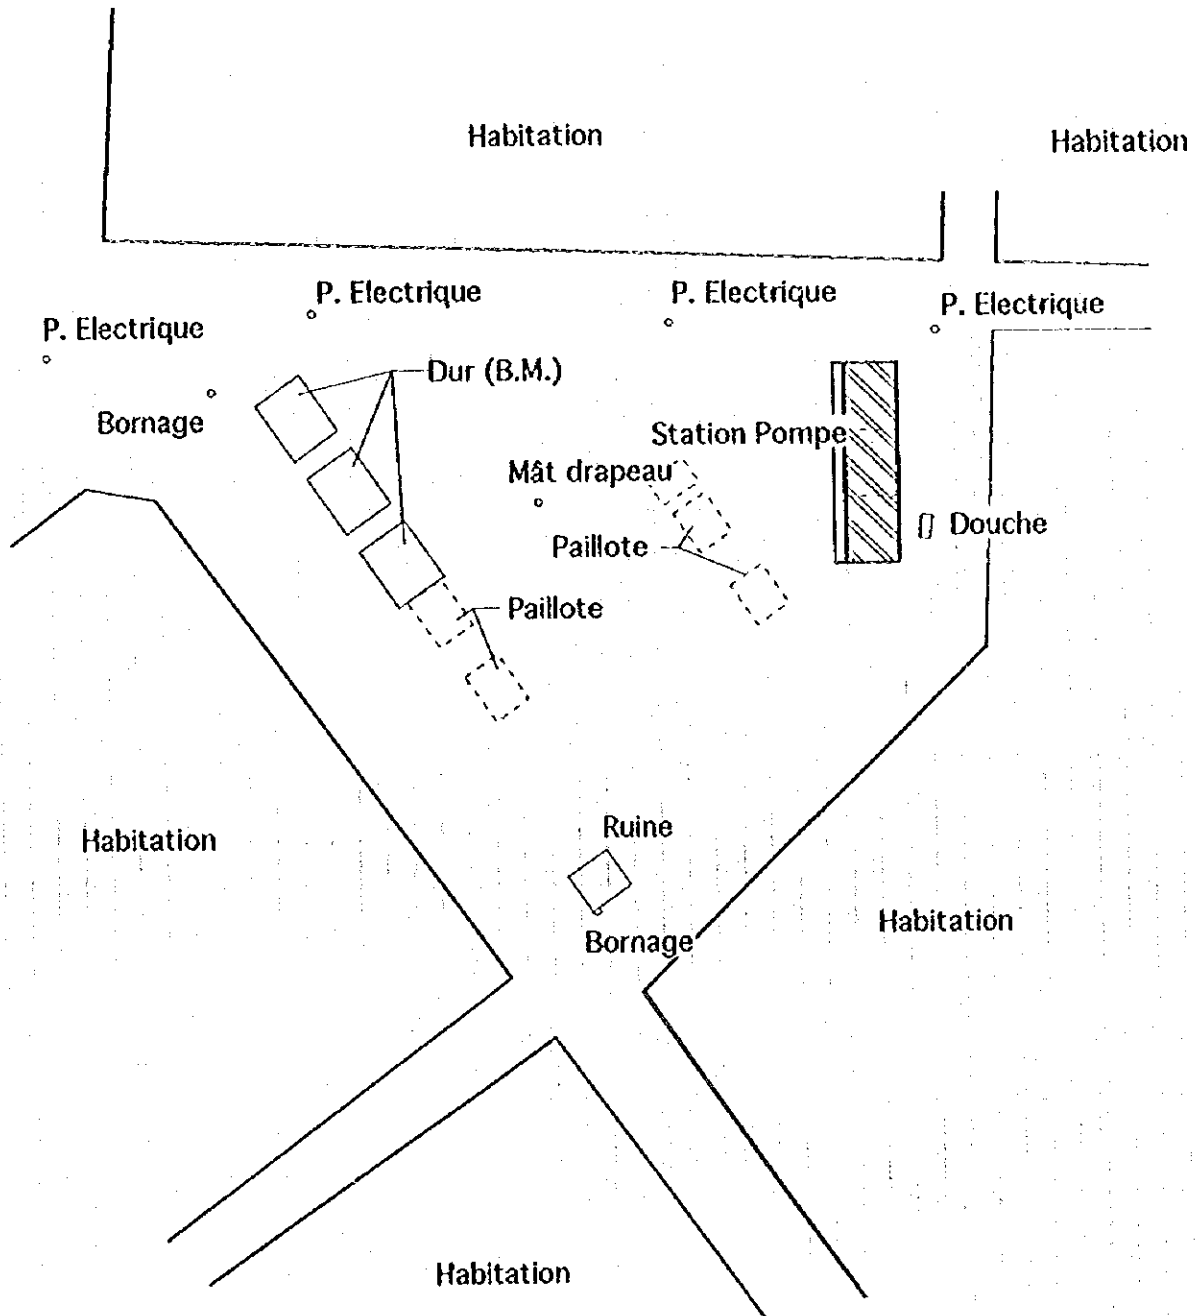 Habitation
Habitation
P. Electrique
P. Electrique
P. Electrique
P. Electrique
Dur (B.M.)
Bornage
Station Pompe
Mât drapeau
Douche
Paillote
Paillote
Ruine
Habitation
Habitation
Bornage
Habitation